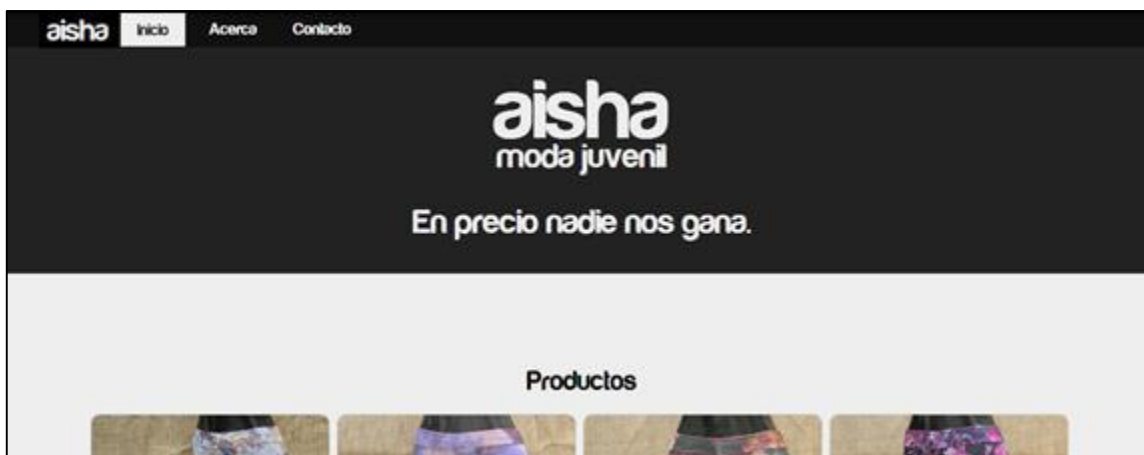 aisha Inicio Acerca Contacto
aisha
moda juvenil
En precio nadie nos gana.
Productos